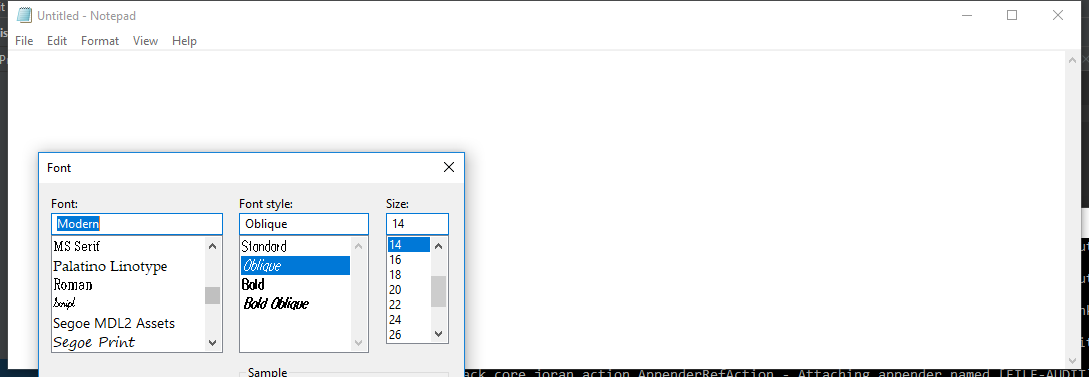 Untitled - Notepad
File Edit Format View Help
Font
Font: Font style: Size:
Modern Oblique 14
MS Serif
Palatino Linotype
Roman
Script
Segoe MDL2 Assets
Segoe Print
Standard
Oblique
Bold
Bold Oblique
14
16
18
20
22
24
26
Sample
ack core joran action AppenderRefAction - Attaching appender named [FILE-AUDIT